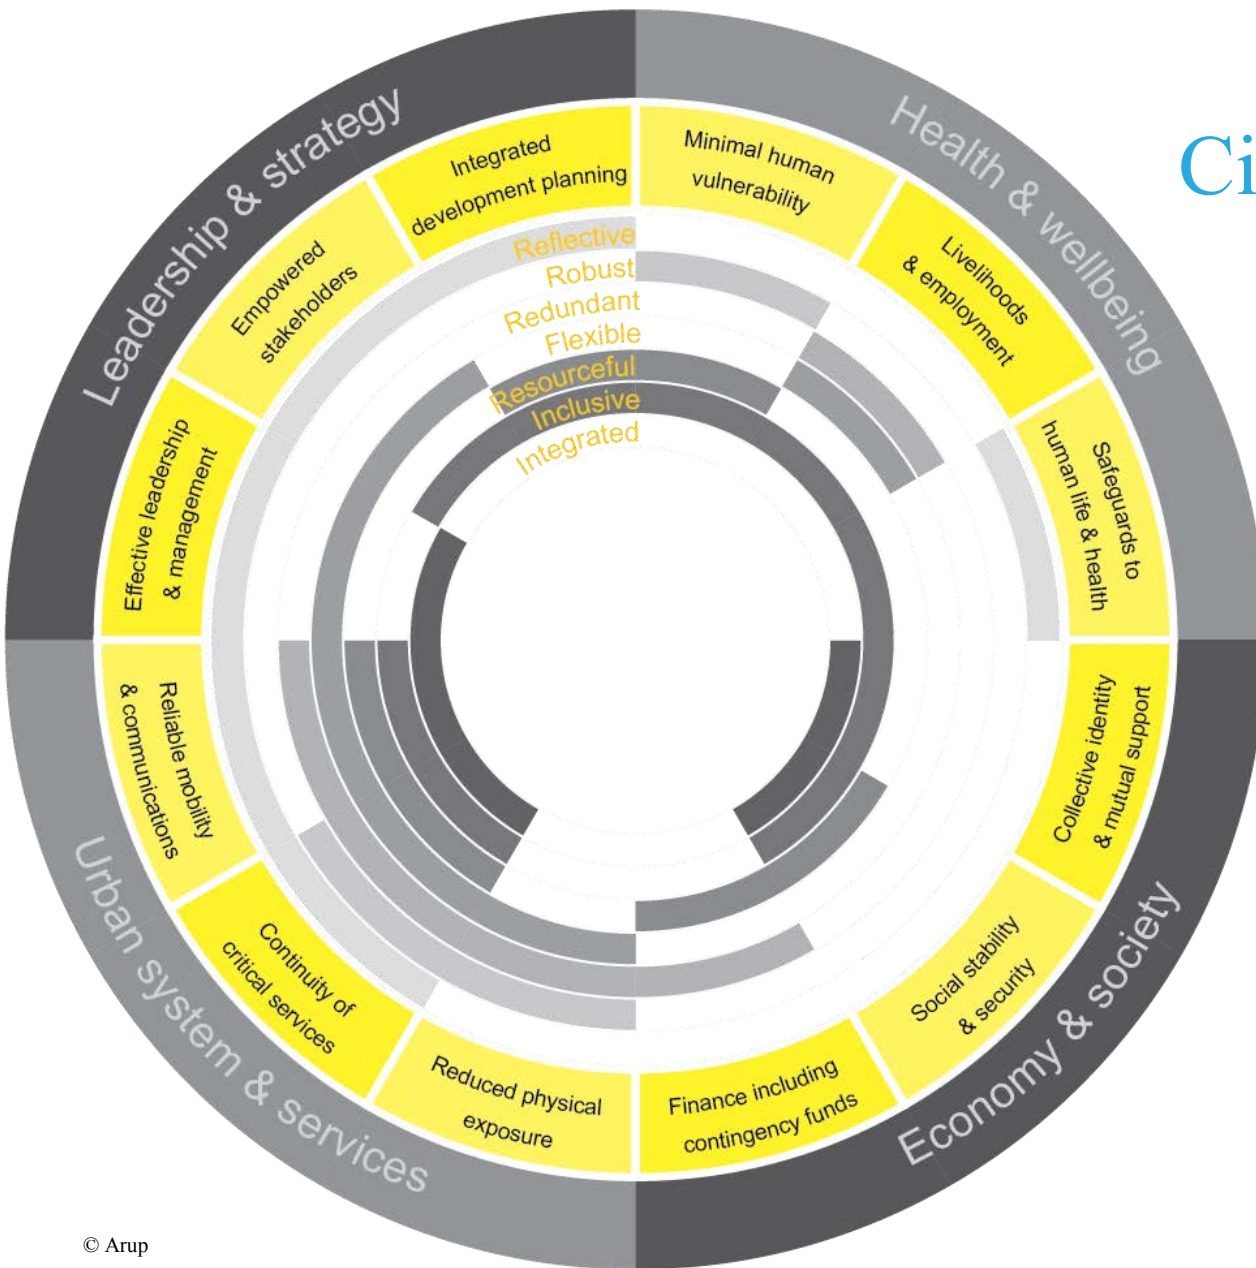 Ci
Leadership & strategy
Health & wellbeing
Economy & society
Urban system & services
Integrated
development planning
Minimal human
vulnerability
Livelihoods
& employment
Safeguards to
human life & health
Collective identity
& mutual support
Social stability
& security
Finance including
contingency funds
Reduced physical
exposure
Continuity of
critical services
Reliable mobility
& communications
Effective leadership
& management
Empowered
stakeholders
Reflective
Robust
Redundant
Flexible
Resourceful
Inclusive
Integrated
© Arup